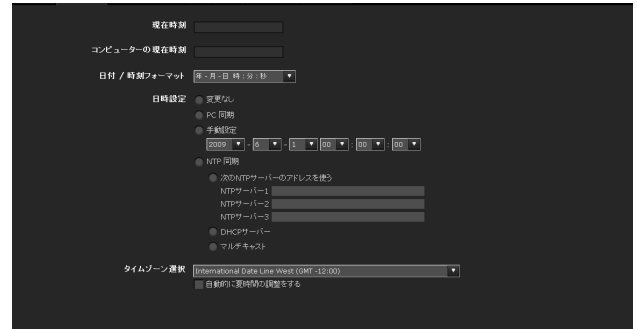 現在時刻
コンピューターの現在時刻
日付 / 時刻フォーマット 年-月-日 時:分:秒
日時設定 変更なし
PC 同期
手動設定
2009 - 6 - 1 00 : 00 : 00
NTP 同期
次のNTPサーバーのアドレスを使う
NTPサーバー1
NTPサーバー2
NTPサーバー3
DHCPサーバー
マルチキャスト
タイムゾーン選択 International Date Line West (GMT -12:00)
自動的に夏時間の調整をする